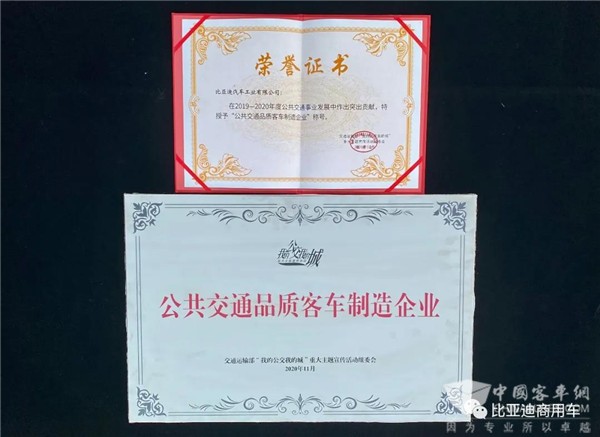 荣誉证书
比亚迪汽车工业有限公司:
在2019—2020年度公共交通事业发展中作出突出贡献,特
授予“公共交通品质客车制造企业”称号。
我的公交我的城
公共交通品质客车制造企业
交通运输部“我的公交我的城”重大主题宣传活动组委会
2020年11月
中国客车網
比亚迪商用车
因为专业所以卓越